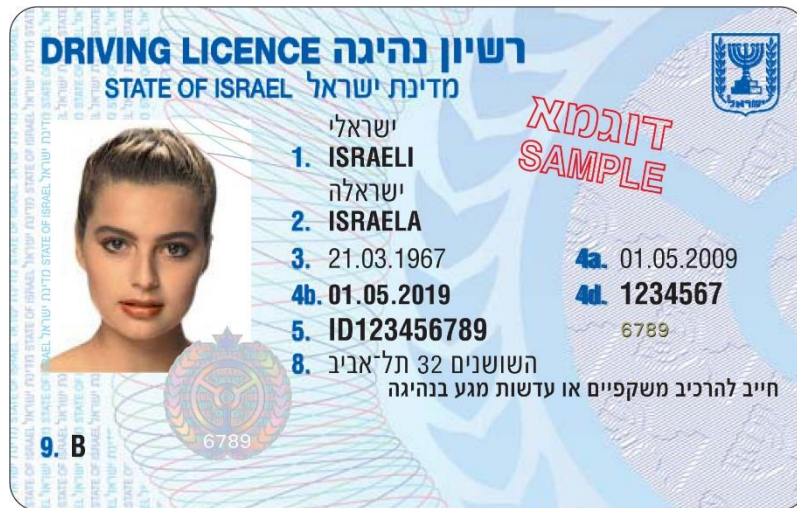 DRIVING LICENCE רשיון נהיגה
STATE OF ISRAEL מדינת ישראל
דוגמא
SAMPLE
ישראלי
1. ISRAELI
ישראלה
2. ISRAELA
3. 21.03.1967 4a. 01.05.2009
4b. 01.05.2019 4d. 1234567
5. ID123456789 6789
8. השושנים 32 תל־אביב
חייב להרכיב משקפיים או עדשות מגע בנהיגה
9. B
6789
ישראל